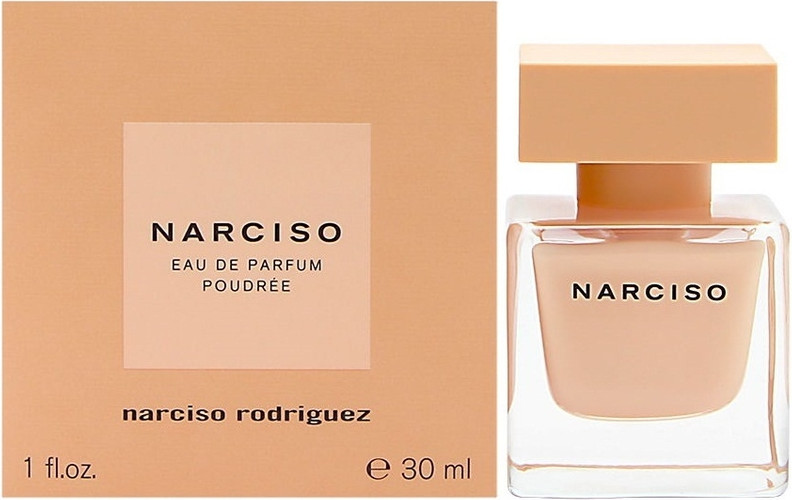 NARCISO
EAU DE PARFUM
POUDRÉE
narciso rodriguez
1 fl.oz. ℮ 30 ml
NARCISO